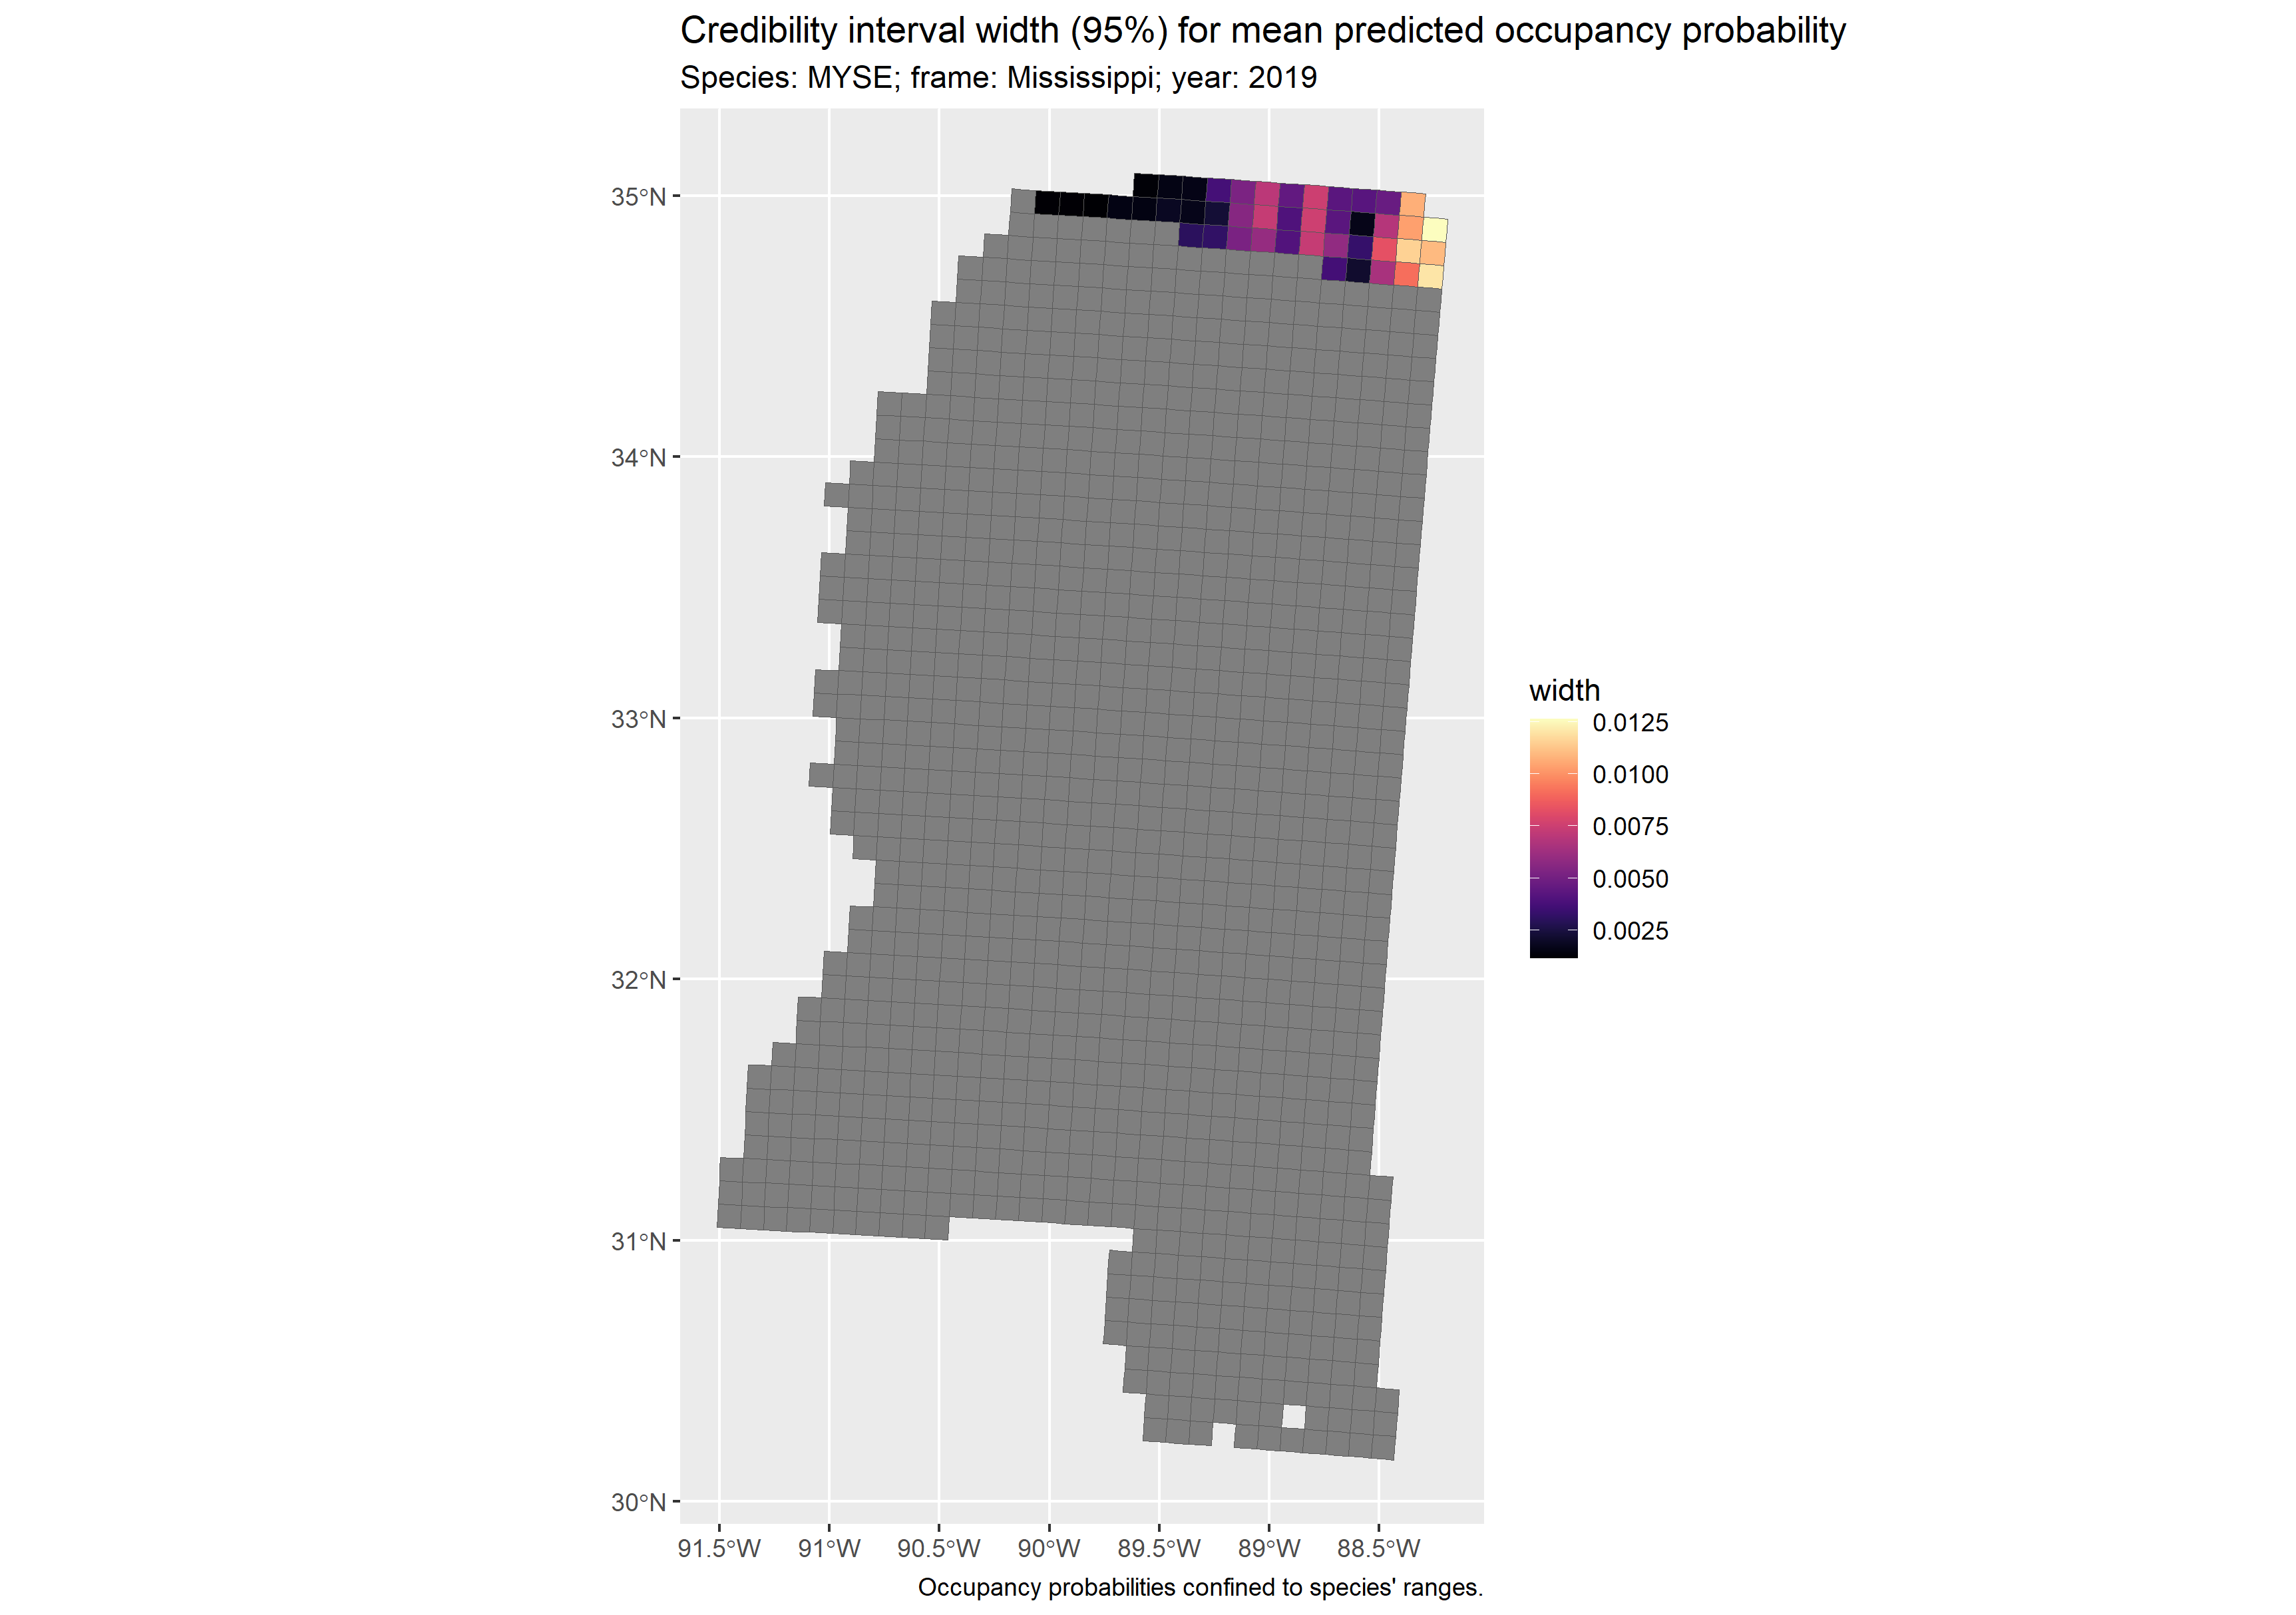 Credibility interval width (95%) for mean predicted occupancy probability
Species: MYSE; frame: Mississippi; year: 2019
35°N
34°N
33°N
32°N
31°N
30°N
91.5°W 91°W 90.5°W 90°W 89.5°W 89°W 88.5°W
width
0.0125
0.0100
0.0075
0.0050
0.0025
Occupancy probabilities confined to species' ranges.